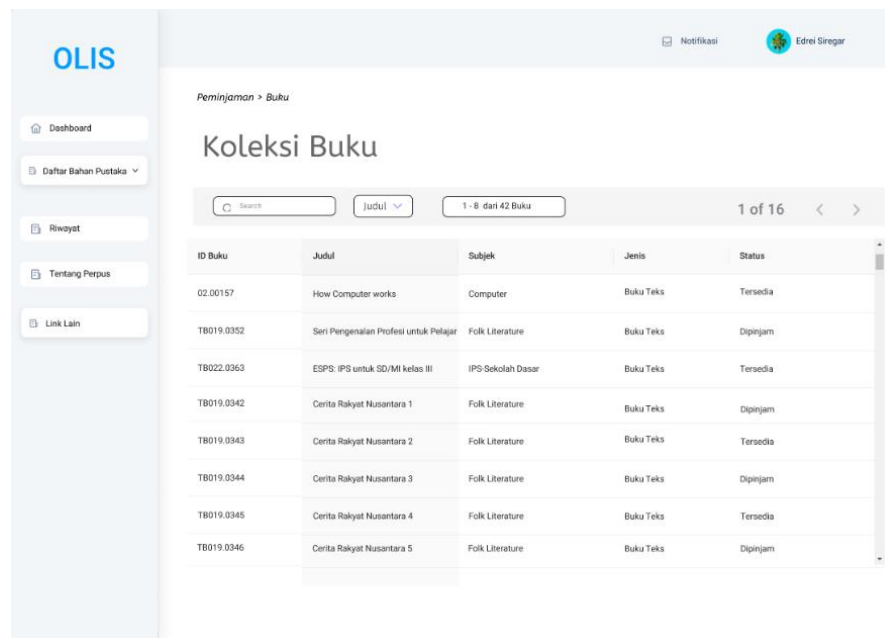 OLIS
Notifikasi
Edrei Siregar
Dashboard
Daftar Bahan Pustaka
Riwayat
Tentang Perpus
Link Lain
Peminjaman > Buku
Koleksi Buku
Search
Judul
1 - 8 dari 42 Buku
1 of 16 < >
ID Buku Judul Subjek Jenis Status
02.00157 How Computer works Computer Buku Teks Tersedia
TB019.0352 Seri Pengenalan Profesi untuk Pelajar Folk Literature Buku Teks Dipinjam
TB022.0363 ESPS: IPS untuk SD/MI kelas III IPS-Sekolah Dasar Buku Teks Tersedia
TB019.0342 Cerita Rakyat Nusantara 1 Folk Literature Buku Teks Dipinjam
TB019.0343 Cerita Rakyat Nusantara 2 Folk Literature Buku Teks Tersedia
TB019.0344 Cerita Rakyat Nusantara 3 Folk Literature Buku Teks Dipinjam
TB019.0345 Cerita Rakyat Nusantara 4 Folk Literature Buku Teks Tersedia
TB019.0346 Cerita Rakyat Nusantara 5 Folk Literature Buku Teks Dipinjam